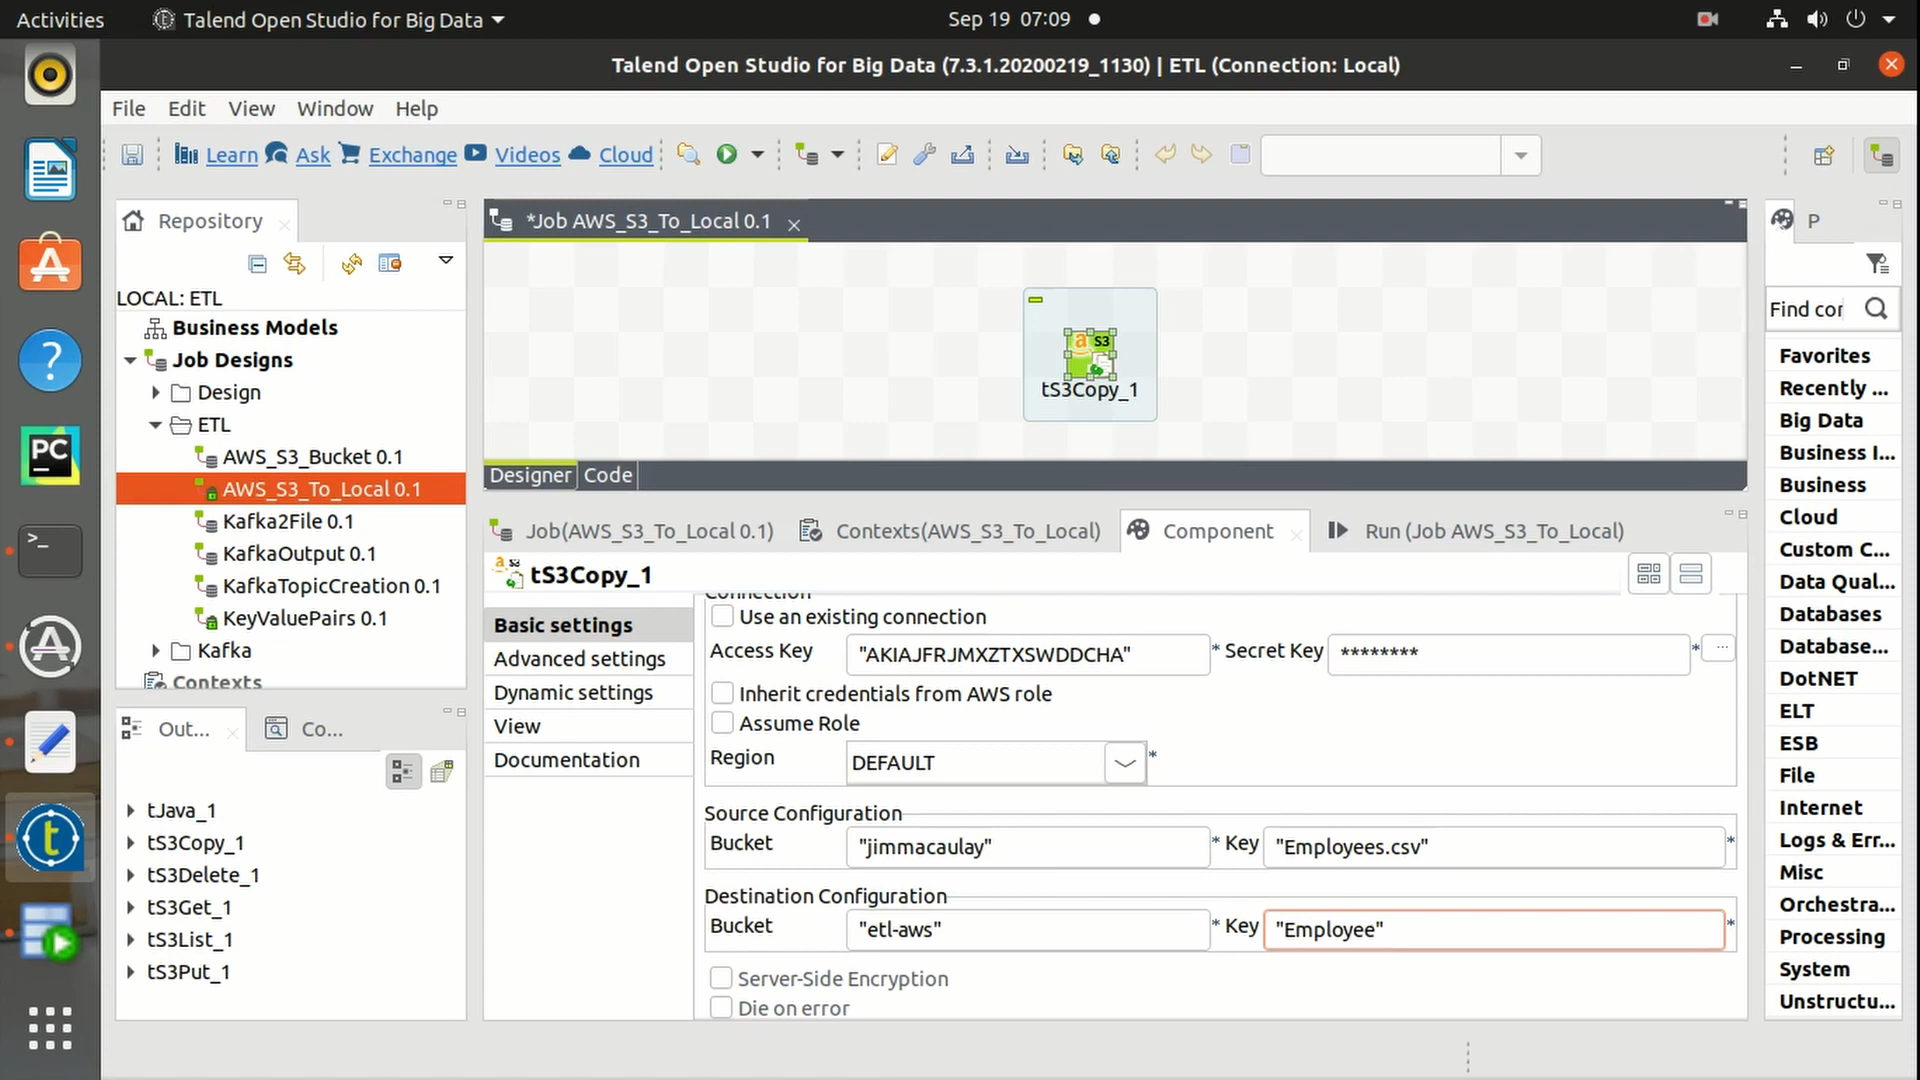 Activities
Talend Open Studio for Big Data
Sep 19 07:09
Talend Open Studio for Big Data (7.3.1.20200219_1130) | ETL (Connection: Local)
File Edit View Window Help
Learn Ask Exchange Videos Cloud
Repository
*Job AWS_S3_To_Local 0.1
P
LOCAL: ETL
Business Models
Job Designs
Design
ETL
AWS_S3_Bucket 0.1
AWS_S3_To_Local 0.1
Kafka2File 0.1
KafkaOutput 0.1
KafkaTopicCreation 0.1
KeyValuePairs 0.1
Kafka
Contexts
a S3
tS3Copy_1
Designer Code
Job(AWS_S3_To_Local 0.1) Contexts(AWS_S3_To_Local) Component Run (Job AWS_S3_To_Local)
a S3
tS3Copy_1
Basic settings
Advanced settings
Dynamic settings
View
Documentation
Connection
Use an existing connection
Access Key "AKIAJFRJMXZTXSWDDCHA" * Secret Key ******** * ...
Inherit credentials from AWS role
Assume Role
Region DEFAULT *
Source Configuration
Bucket "jimmacaulay" * Key "Employees.csv" *
Destination Configuration
Bucket "etl-aws" * Key "Employee" *
Server-Side Encryption
Die on error
Out... Co...
tJava_1
tS3Copy_1
tS3Delete_1
tS3Get_1
tS3List_1
tS3Put_1
Find cor
Favorites
Recently ...
Big Data
Business I...
Business
Cloud
Custom C...
Data Qual...
Databases
Database...
DotNET
ELT
ESB
File
Internet
Logs & Err...
Misc
Orchestra...
Processing
System
Unstructu...
PC
>_
A
?
t